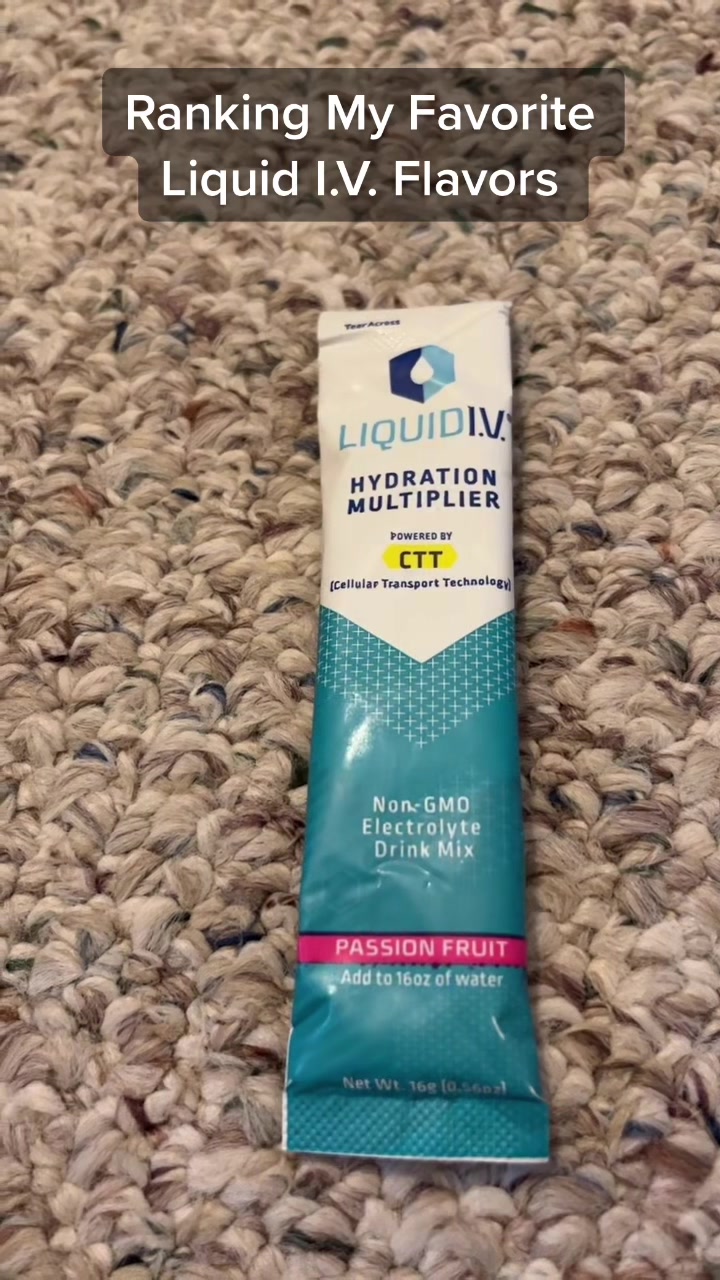 Ranking My Favorite
Liquid I.V. Flavors
Tear Across
LIQUID I.V.
HYDRATION
MULTIPLIER
POWERED BY
CTT
(Cellular Transport Technology)
Non-GMO
Electrolyte
Drink Mix
PASSION FRUIT
Add to 16oz of water
Net Wt. 16g (0.56oz)